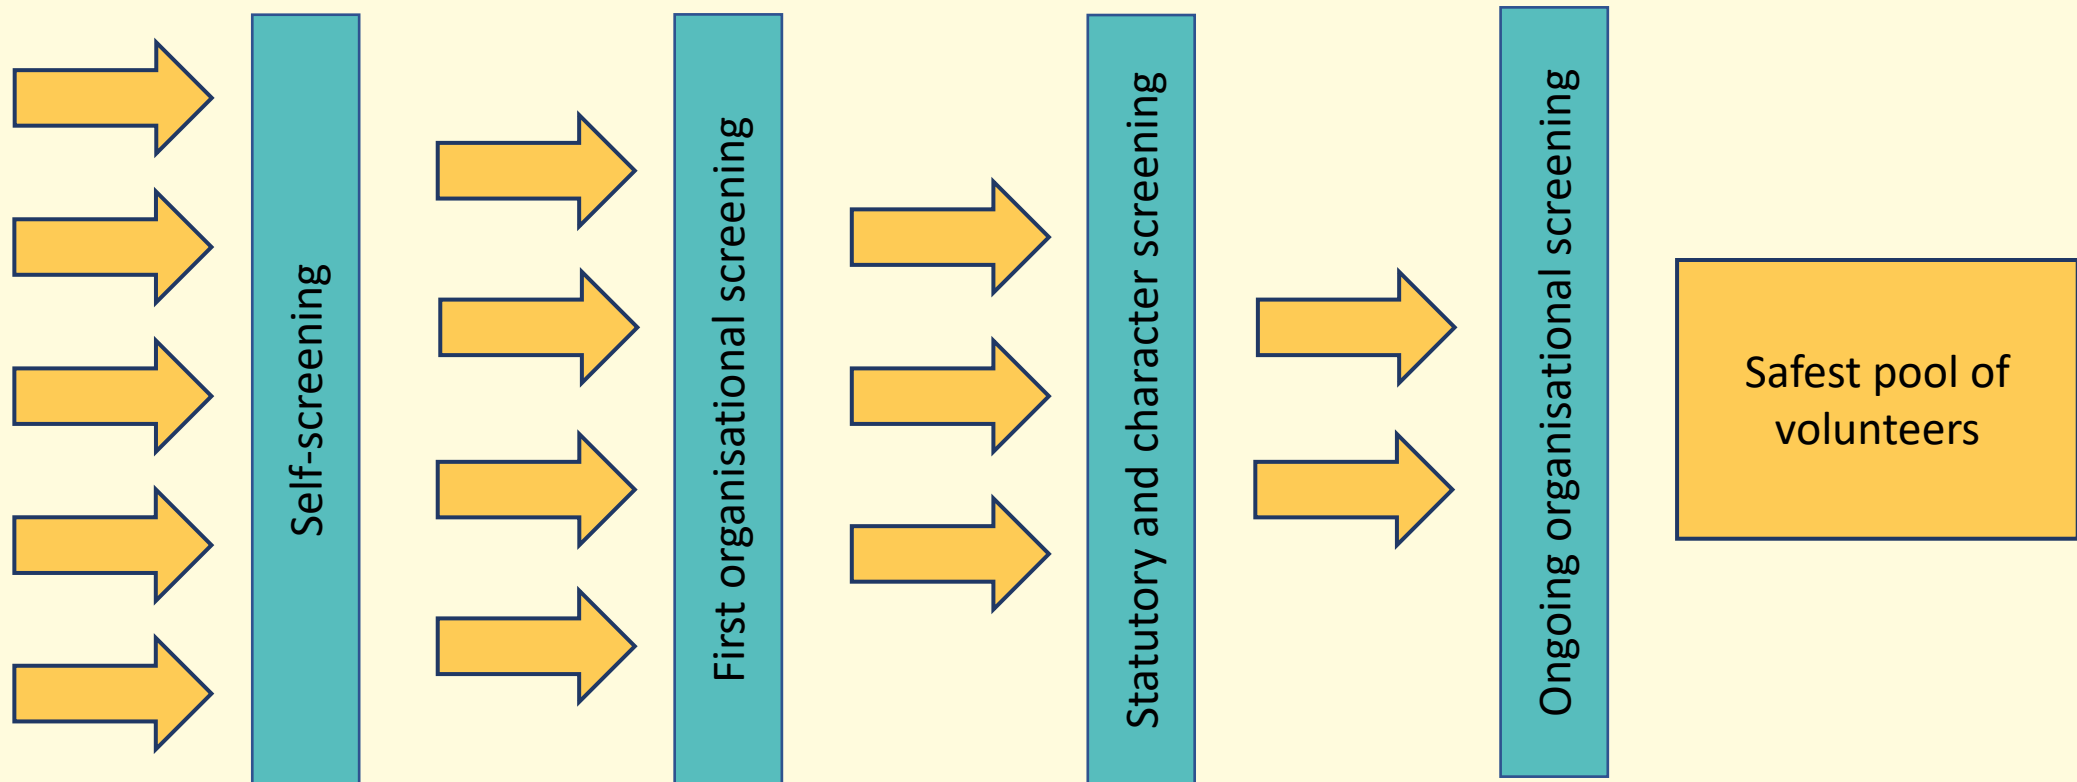 Self-screening
First organisational screening
Statutory and character screening
Ongoing organisational screening
Safest pool of
volunteers